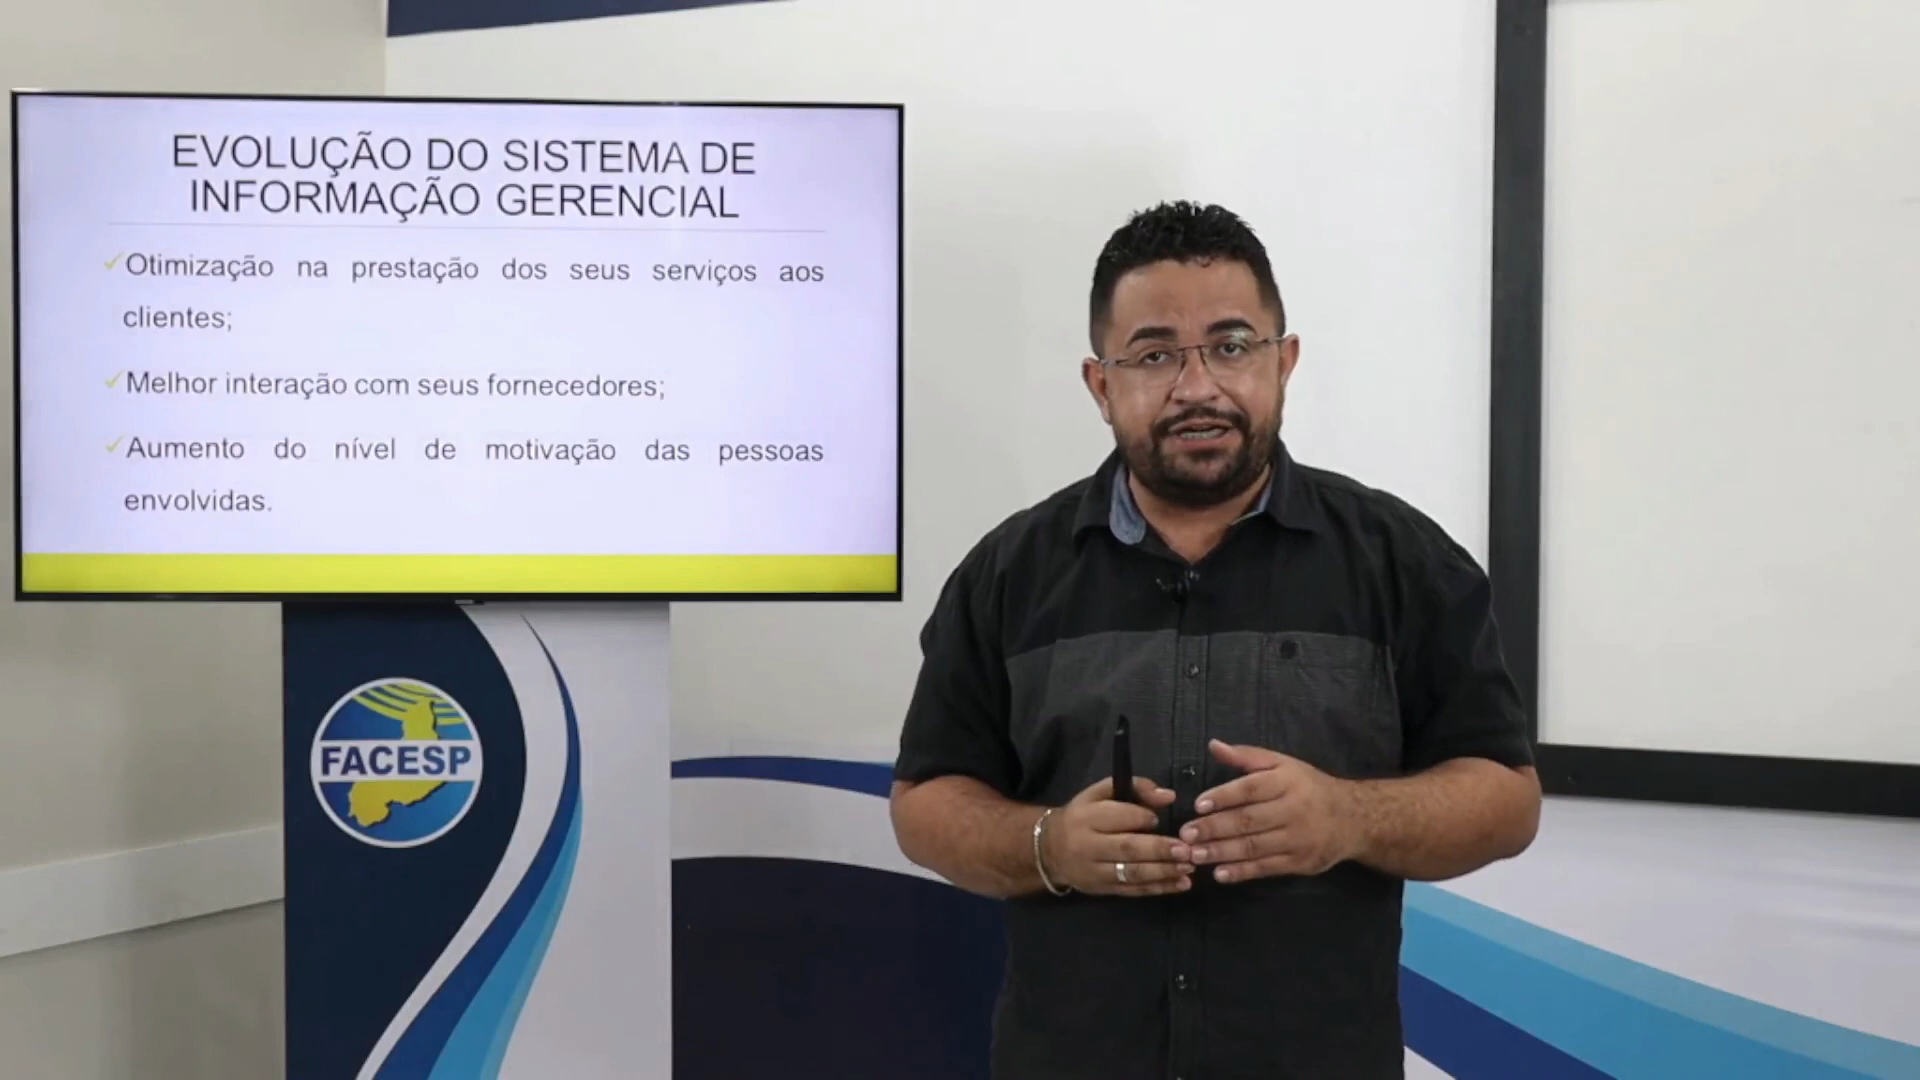 EVOLUÇÃO DO SISTEMA DE
INFORMAÇÃO GERENCIAL
✓Otimização na prestação dos seus serviços aos
clientes;
✓Melhor interação com seus fornecedores;
✓Aumento do nível de motivação das pessoas
envolvidas.
FACESP